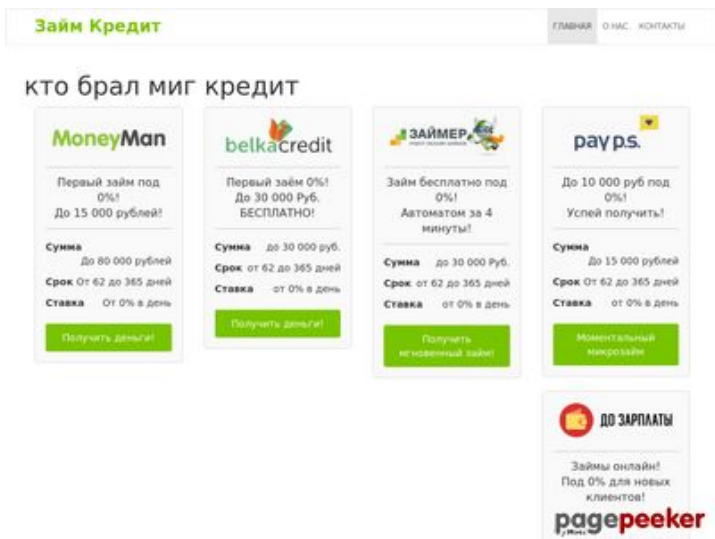 Займ Кредит
ГЛАВНАЯ О НАС КОНТАКТЫ
кто брал миг кредит
MoneyMan
Первый займ под
0%!
До 15 000 рублей!
Сумма
До 80 000 рублей
Срок От 62 до 365 дней
Ставка От 0% в день
Получить деньги!
belkacredit
Первый заём 0%!
До 30 000 Руб.
БЕСПЛАТНО!
Сумма до 30 000 руб.
Срок от 62 до 365 дней
Ставка от 0% в день
Получить деньги!
ЗАЙМЕР
Займ бесплатно под
0%!
Автоматом за 4
минуты!
Сумма до 30 000 Руб.
Срок от 62 до 365 дней
Ставка от 0% в день
Получить
мгновенный займ!
pay p.s.
До 10 000 руб под
0%!
Успей получить!
Сумма
До 15 000 рублей
Срок От 62 до 365 дней
Ставка от 0% в день
Моментальный
микрозайм
ДО ЗАРПЛАТЫ
Займы онлайн!
Под 0% для новых
клиентов!
pagepeeker